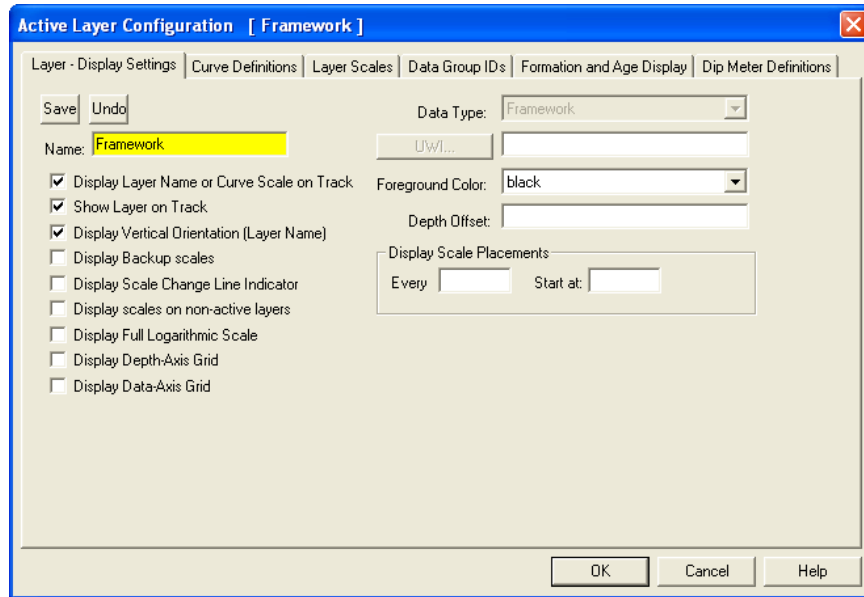 Active Layer Configuration [ Framework ]
Layer - Display Settings Curve Definitions Layer Scales Data Group IDs Formation and Age Display Dip Meter Definitions
Save Undo
Name: Framework
Display Layer Name or Curve Scale on Track
Show Layer on Track
Display Vertical Orientation (Layer Name)
Display Backup scales
Display Scale Change Line Indicator
Display scales on non-active layers
Display Full Logarithmic Scale
Display Depth-Axis Grid
Display Data-Axis Grid
Data Type: Framework
UWI...
Foreground Color: black
Depth Offset:
Display Scale Placements
Every Start at:
OK Cancel Help